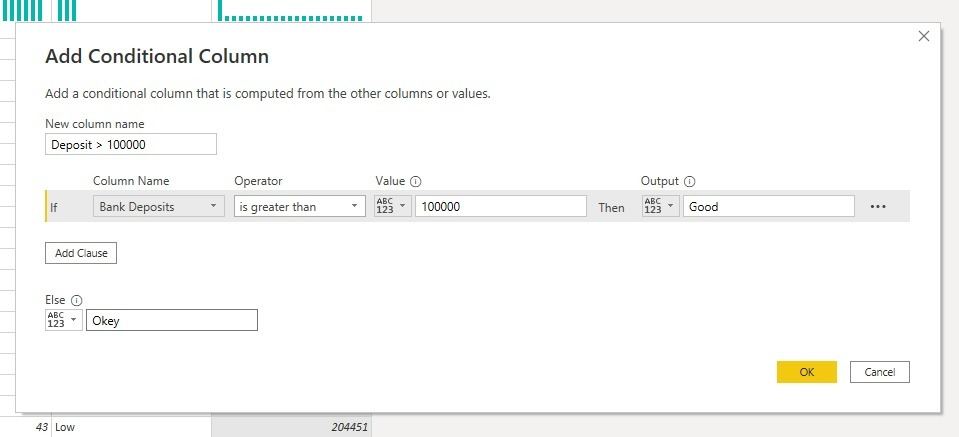 Add Conditional Column
Add a conditional column that is computed from the other columns or values.
New column name
Deposit > 100000
Column Name Operator Value Output
If Bank Deposits is greater than ABC 123 100000 Then ABC 123 Good ...
Add Clause
Else
ABC 123 Okey
OK Cancel
43 Low 204451